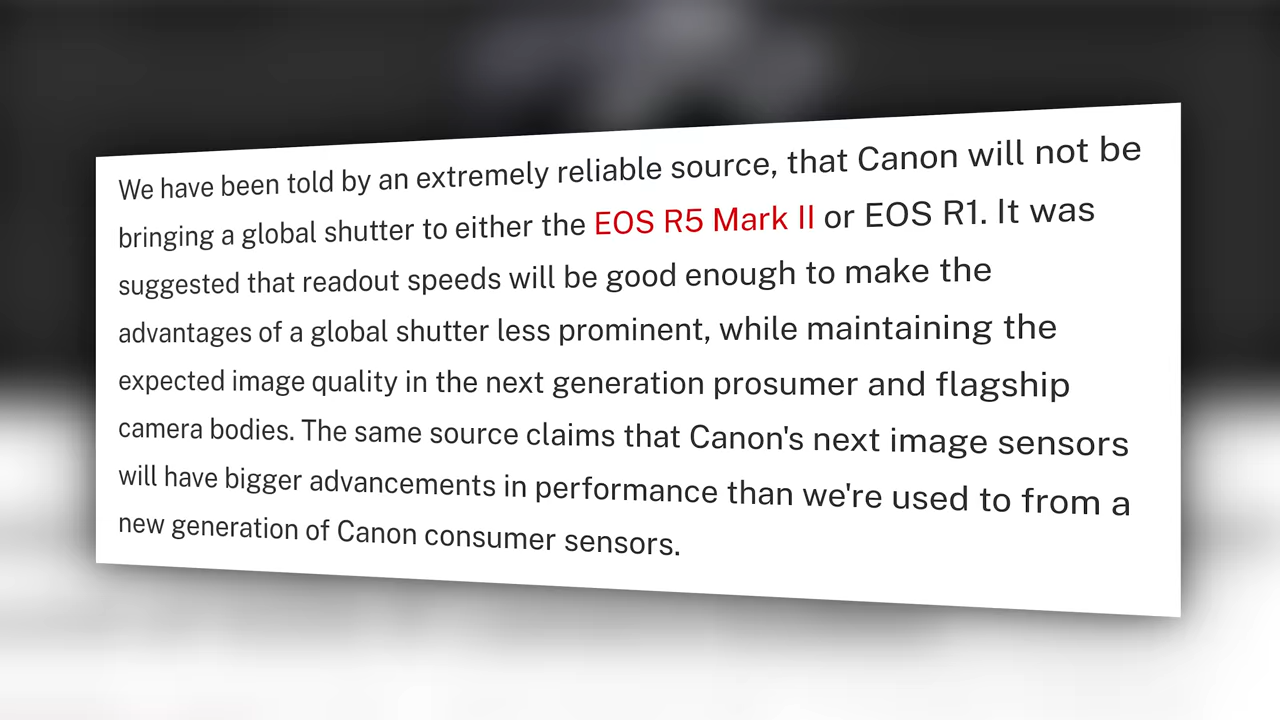 We have been told by an extremely reliable source, that Canon will not be
bringing a global shutter to either the EOS R5 Mark II or EOS R1. It was
suggested that readout speeds will be good enough to make the
advantages of a global shutter less prominent, while maintaining the
expected image quality in the next generation prosumer and flagship
camera bodies. The same source claims that Canon's next image sensors
will have bigger advancements in performance than we're used to from a
new generation of Canon consumer sensors.